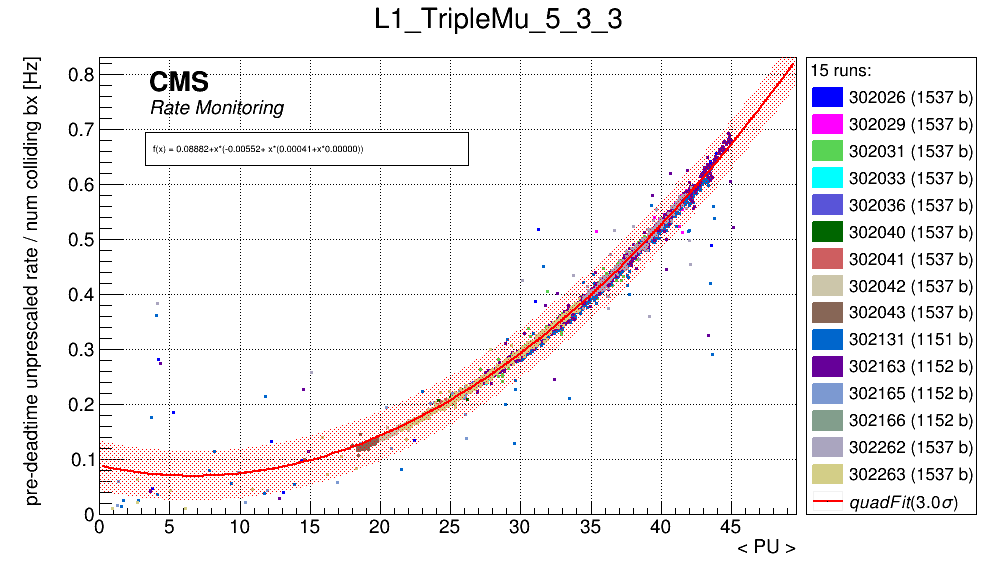 L1_TripleMu_5_3_3
pre-deadtime unprescaled rate / num colliding bx [Hz]
CMS
Rate Monitoring
f(x) = 0.08882+x*(-0.00552+ x*(0.00041+x*0.00000))
0.8
0.7
0.6
0.5
0.4
0.3
0.2
0.1
0
0 5 10 15 20 25 30 35 40 45
< PU >
15 runs:
302026 (1537 b)
302029 (1537 b)
302031 (1537 b)
302033 (1537 b)
302036 (1537 b)
302040 (1537 b)
302041 (1537 b)
302042 (1537 b)
302043 (1537 b)
302131 (1151 b)
302163 (1152 b)
302165 (1152 b)
302166 (1152 b)
302262 (1537 b)
302263 (1537 b)
quadFit(3.0σ)